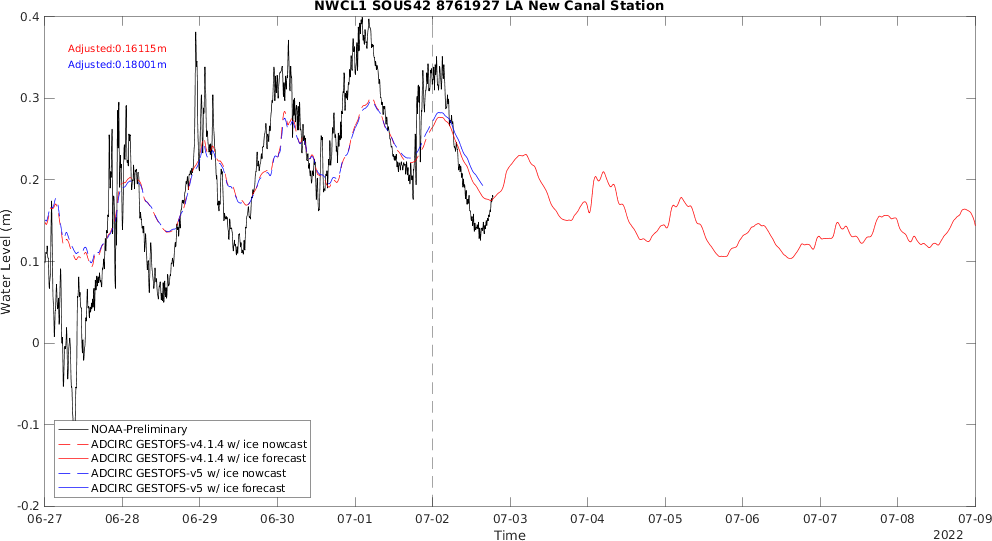 NWCL1 SOUS42 8761927 LA New Canal Station
Adjusted:0.16115m
Adjusted:0.18001m
Water Level (m)
0.4
0.3
0.2
0.1
0
-0.1
-0.2
NOAA-Preliminary
ADCIRC GESTOFS-v4.1.4 w/ ice nowcast
ADCIRC GESTOFS-v4.1.4 w/ ice forecast
ADCIRC GESTOFS-v5 w/ ice nowcast
ADCIRC GESTOFS-v5 w/ ice forecast
06-27 06-28 06-29 06-30 07-01 07-02 07-03 07-04 07-05 07-06 07-07 07-08 07-09
Time
2022